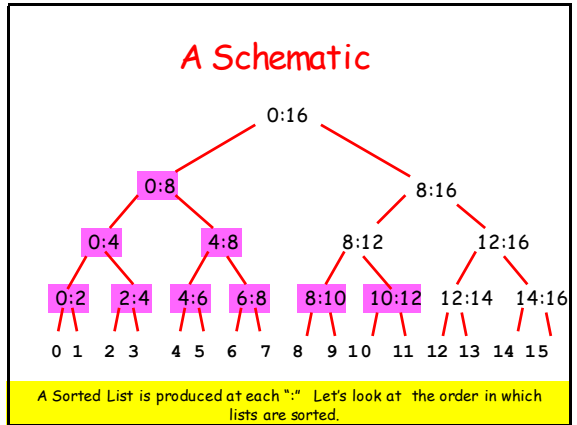 A Schematic
0:16
0:8 8:16
0:4 4:8 8:12 12:16
0:2 2:4 4:6 6:8 8:10 10:12 12:14 14:16
0 1 2 3 4 5 6 7 8 9 10 11 12 13 14 15
A Sorted List is produced at each “:” Let’s look at the order in which
lists are sorted.